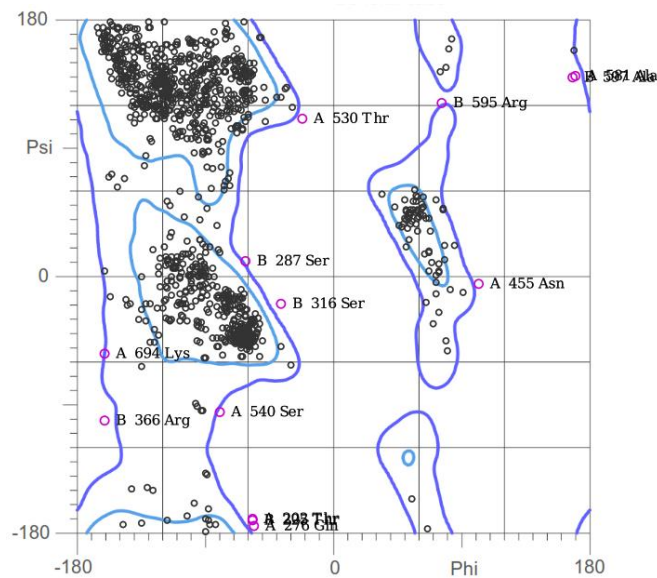 180
A 587 Ala
B 595 Arg
A 530 Thr
Psi
B 287 Ser
0
A 455 Asn
B 316 Ser
A 694 Lys
A 540 Ser
B 366 Arg
Thr
A 276 Gln
-180
-180
0
Phi
180